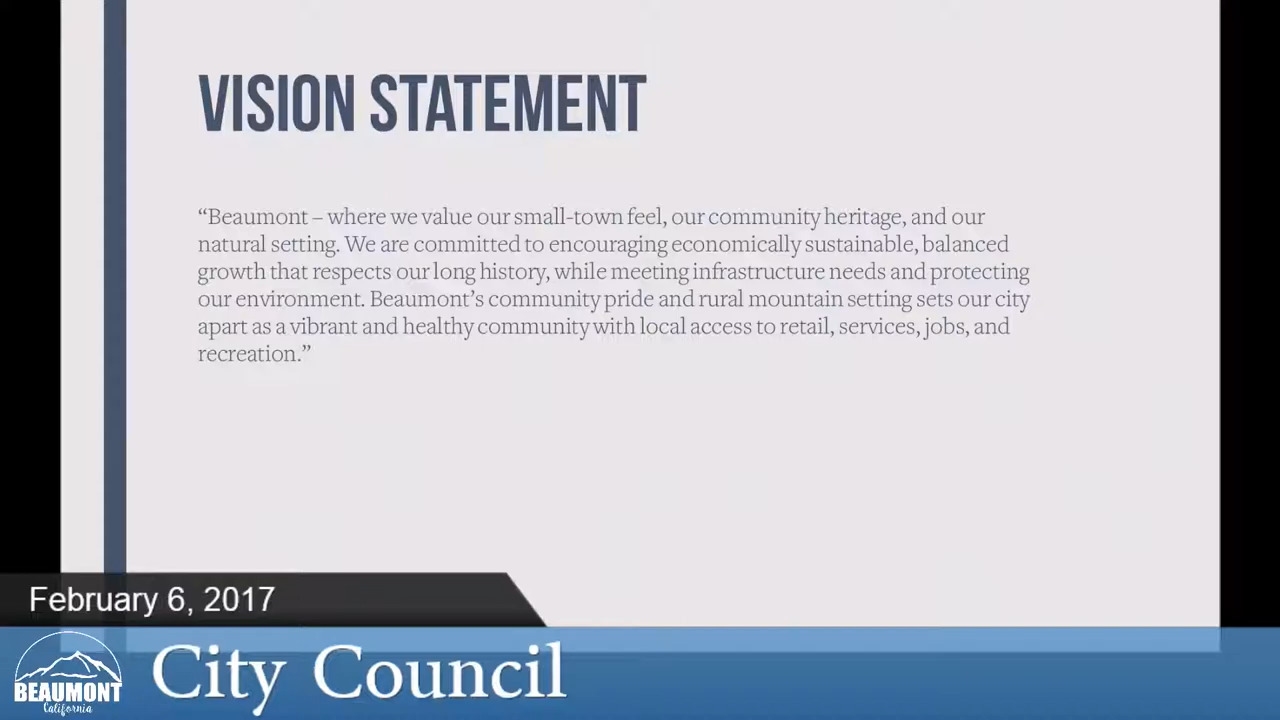 VISION STATEMENT
“Beaumont – where we value our small-town feel, our community heritage, and our
natural setting. We are committed to encouraging economically sustainable, balanced
growth that respects our long history, while meeting infrastructure needs and protecting
our environment. Beaumont’s community pride and rural mountain setting sets our city
apart as a vibrant and healthy community with local access to retail, services, jobs, and
recreation.”
February 6, 2017
City Council
BEAUMONT
California